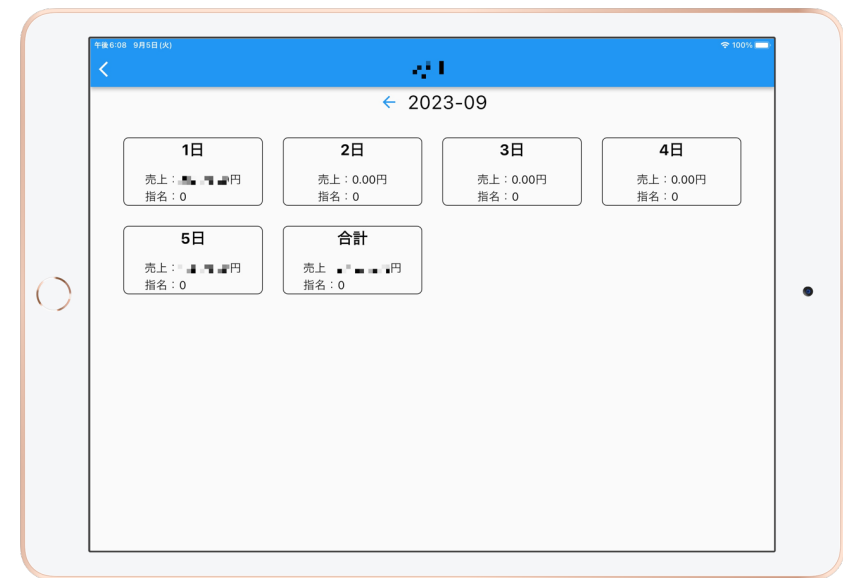 午後6:08 9月5日(火) 100%
2023-09
1日
売上：円
指名：0
2日
売上：0.00円
指名：0
3日
売上：0.00円
指名：0
4日
売上：0.00円
指名：0
5日
売上：円
指名：0
合計
売上 円
指名：0